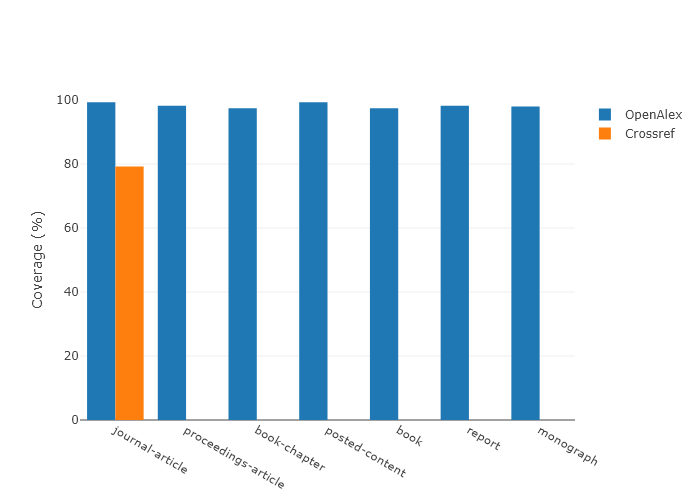 100
80
60
40
20
0
Coverage (%)
journal-article
proceedings-article
book-chapter
posted-content
book
report
monograph
OpenAlex
Crossref